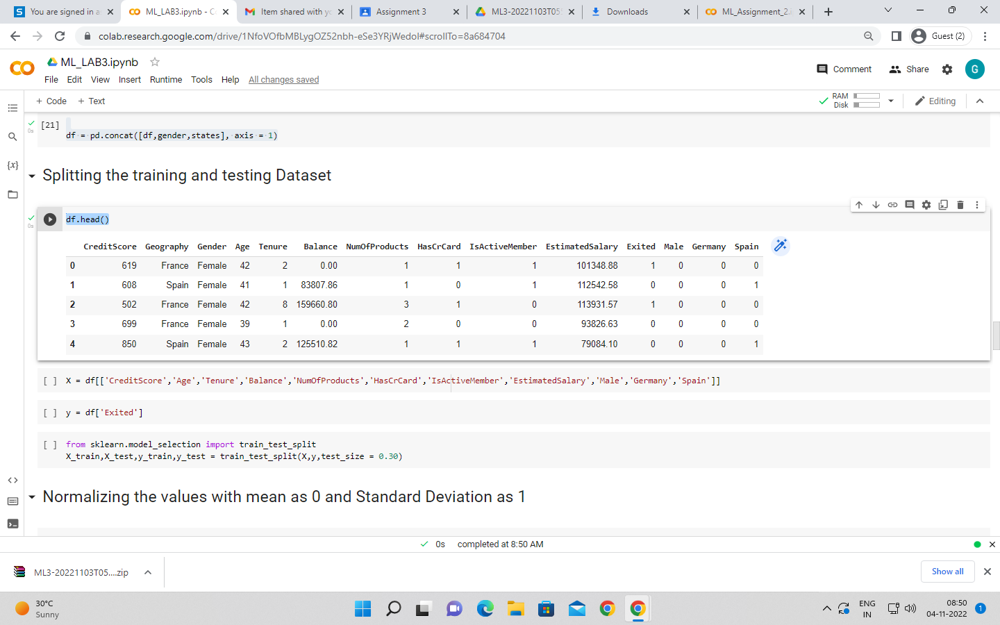 You are signed in a
ML_LAB3.ipynb - C
Item shared with y
Assignment 3
ML3-20221103T05
Downloads
ML_Assignment_2.i
colab.research.google.com/drive/1NfoVOfbMBLygOZ52nbh-eSe3YRjWedoI#scrollTo=8a684704
Guest (2)
ML_LAB3.ipynb
File Edit View Insert Runtime Tools Help All changes saved
Comment Share G
+ Code + Text
RAM
Disk
Editing
[21]
0s
df = pd.concat([df,gender,states], axis = 1)
{x}
Splitting the training and testing Dataset
0s
df.head()
CreditScore Geography Gender Age Tenure Balance NumOfProducts HasCrCard IsActiveMember EstimatedSalary Exited Male Germany Spain
0 619 France Female 42 2 0.00 1 1 1 101348.88 1 0 0 0
1 608 Spain Female 41 1 83807.86 1 0 1 112542.58 0 0 0 1
2 502 France Female 42 8 159660.80 3 1 0 113931.57 1 0 0 0
3 699 France Female 39 1 0.00 2 0 0 93826.63 0 0 0 0
4 850 Spain Female 43 2 125510.82 1 1 1 79084.10 0 0 0 1
[ ] X = df[['CreditScore','Age','Tenure','Balance','NumOfProducts','HasCrCard','IsActiveMember','EstimatedSalary','Male','Germany','Spain']]
[ ] y = df['Exited']
[ ] from sklearn.model_selection import train_test_split
X_train,X_test,y_train,y_test = train_test_split(X,y,test_size = 0.30)
Normalizing the values with mean as 0 and Standard Deviation as 1
0s completed at 8:50 AM
ML3-20221103T05....zip
Show all
30°C
Sunny
ENG
IN
08:50
04-11-2022
1